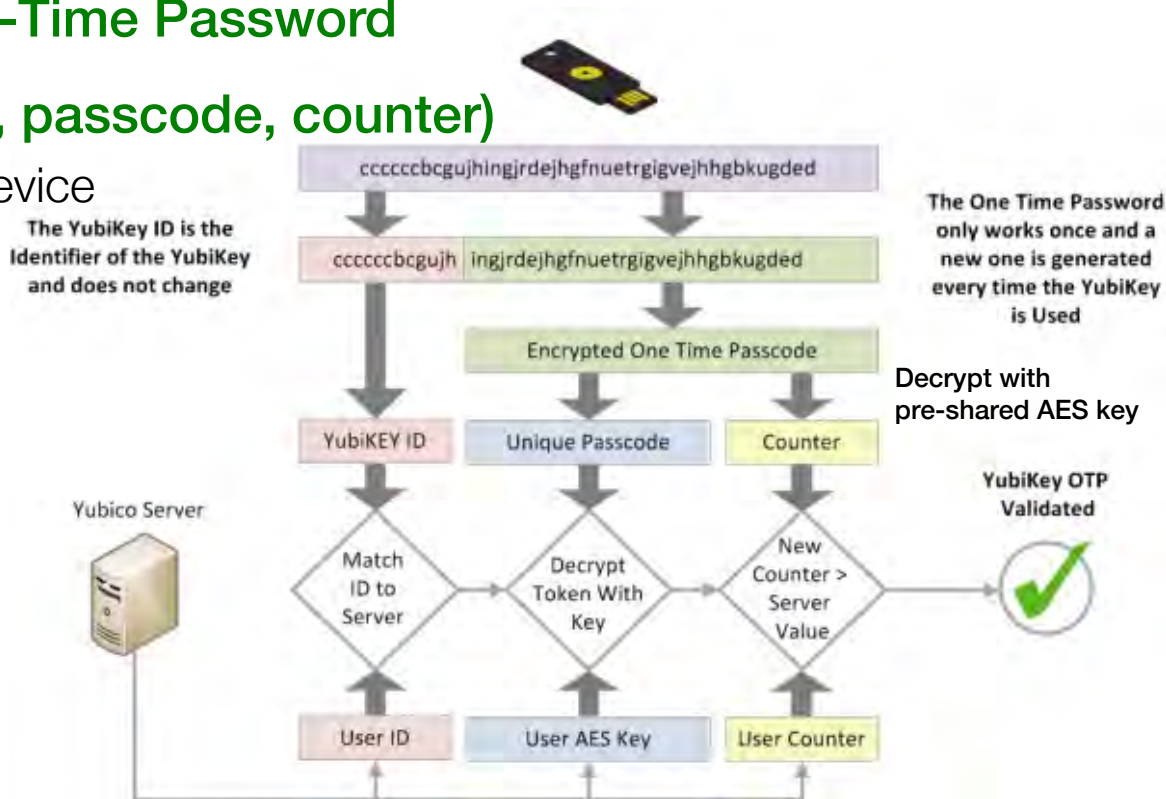 -Time Password
, passcode, counter)
evice
The YubiKey ID is the
Identifier of the YubiKey
and does not change
ccccccbcgujhingjrdejhgfnuetrgigvejhhgbkugded
ccccccbcgujh ingjrdejhgfnuetrgigvejhhgbkugded
The One Time Password
only works once and a
new one is generated
every time the YubiKey
is Used
Encrypted One Time Passcode
Decrypt with
pre-shared AES key
YubiKEY ID
Unique Passcode
Counter
Yubico Server
YubiKey OTP
Validated
Match
ID to
Server
Decrypt
Token With
Key
New
Counter >
Server
Value
User ID
User AES Key
User Counter